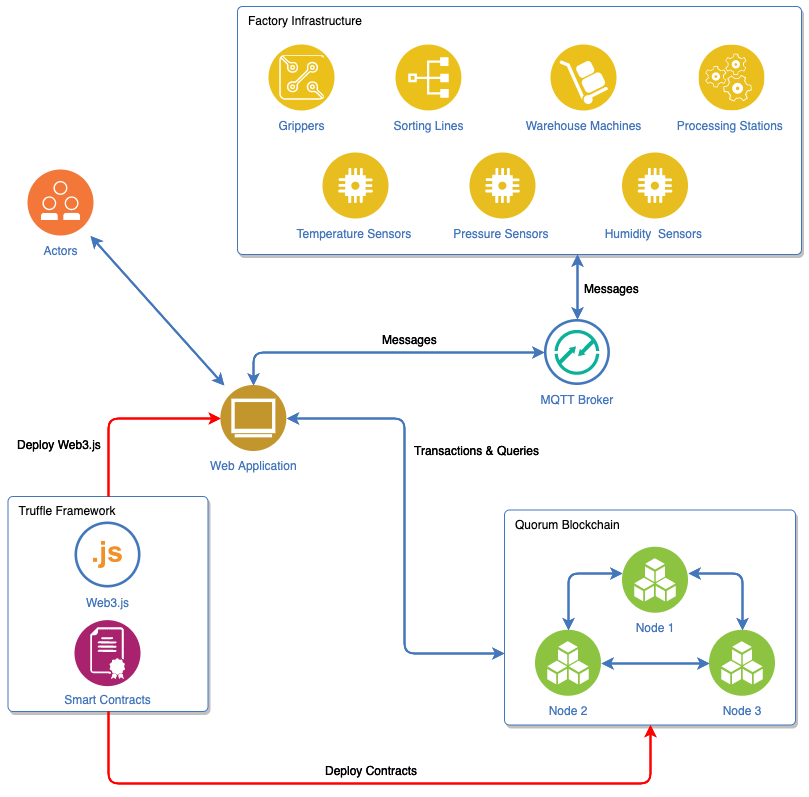 Factory Infrastructure
Grippers
Sorting Lines
Warehouse Machines
Processing Stations
Temperature Sensors
Pressure Sensors
Humidity Sensors
Actors
Messages
Messages
MQTT Broker
Deploy Web3.js
Web Application
Transactions & Queries
Truffle Framework
.js
Web3.js
Smart Contracts
Quorum Blockchain
Node 1
Node 2
Node 3
Deploy Contracts